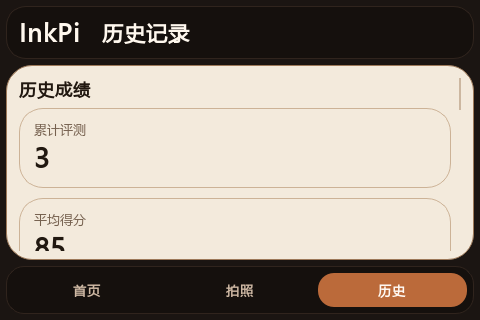 InkPi 历史记录
历史成绩
累计评测
3
平均得分
85
首页 拍照 历史